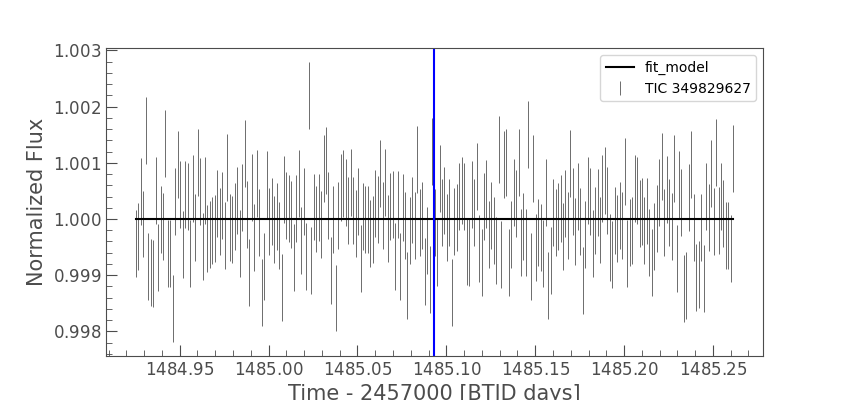 1.003
1.002
1.001
1.000
0.999
0.998
Normalized Flux
fit_model
TIC 349829627
1484.95 1485.00 1485.05 1485.10 1485.15 1485.20 1485.25
Time - 2457000 [BTJD days]